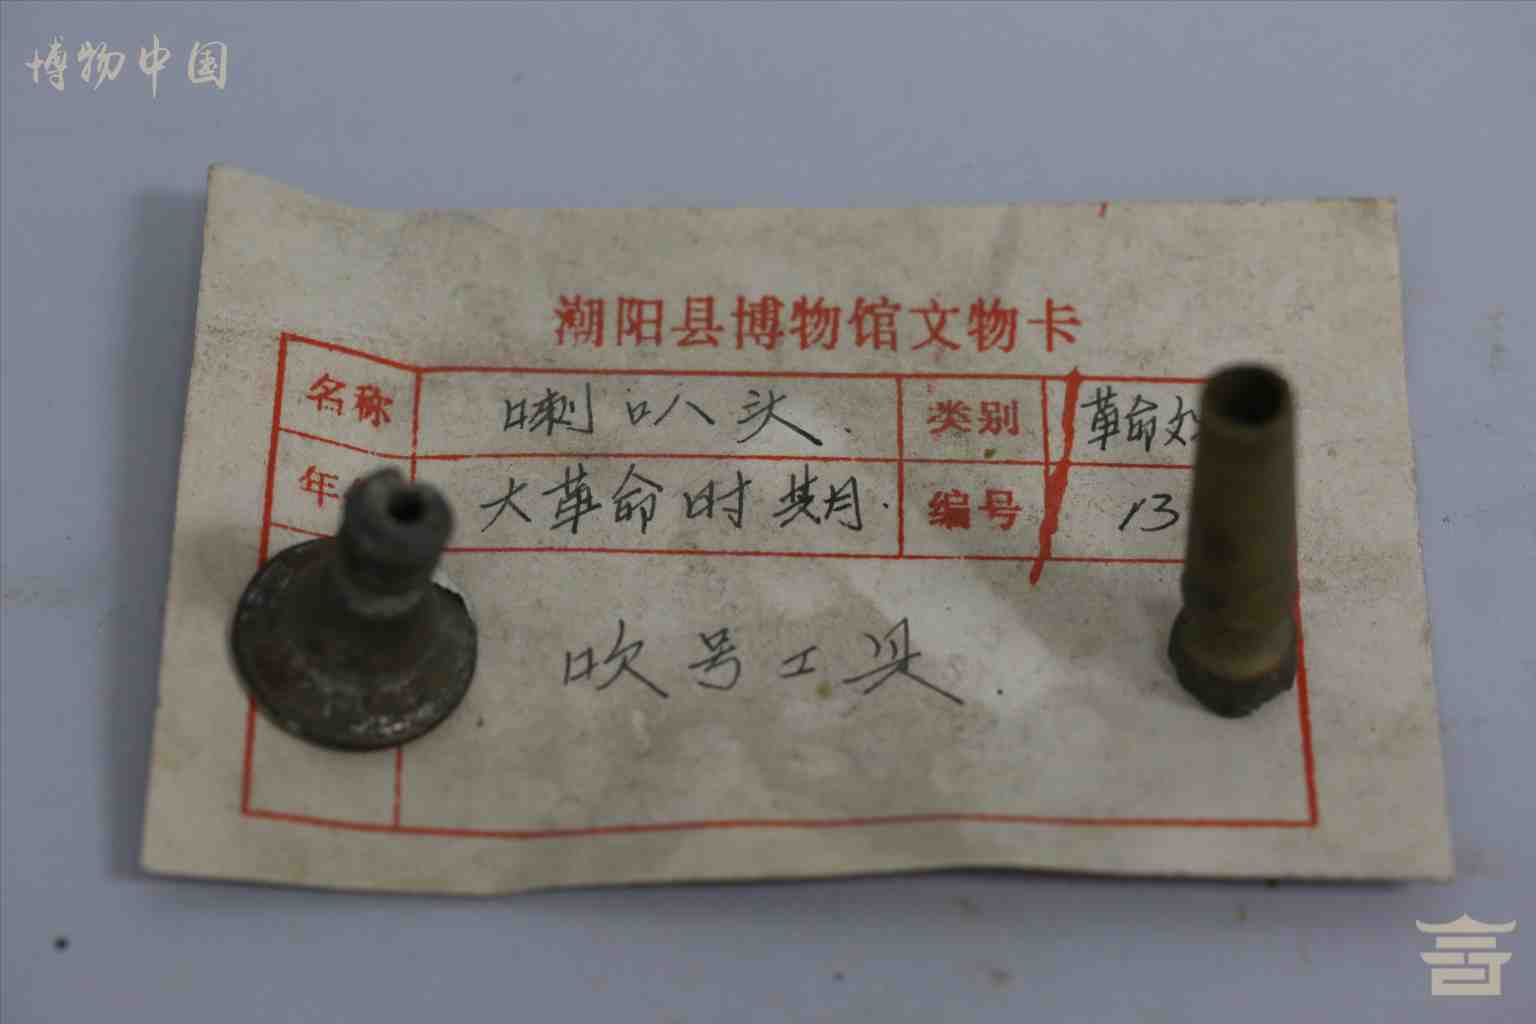 博物中国
潮阳县博物馆文物卡
名称 喇叭头. 类别 革命文
年 大革命时期. 编号 13
吹号工具.